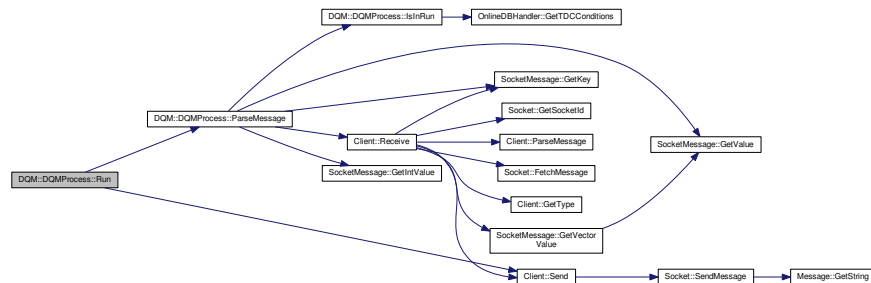 DQM::DQMProcess::IsInRun
OnlineDBHandler::GetTDCConditions
SocketMessage::GetKey
DQM::DQMProcess::ParseMessage
Socket::GetSocketId
Client::Receive
Client::ParseMessage
SocketMessage::GetValue
DQM::DQMProcess::Run
SocketMessage::GetIntValue
Socket::FetchMessage
Client::GetType
SocketMessage::GetVector
Value
Client::Send
Socket::SendMessage
Message::GetString